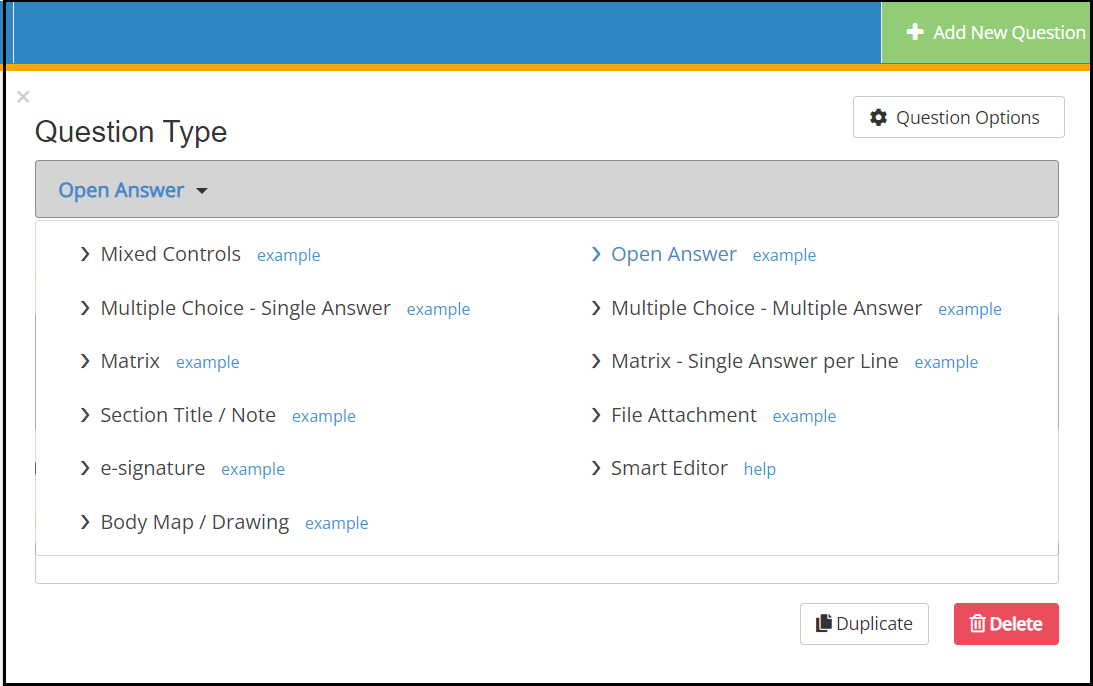 Add New Question
×
Question Type
Question Options
Open Answer
Mixed Controls example
Open Answer example
Multiple Choice - Single Answer example
Multiple Choice - Multiple Answer example
Matrix example
Matrix - Single Answer per Line example
Section Title / Note example
File Attachment example
e-signature example
Smart Editor help
Body Map / Drawing example
Duplicate
Delete